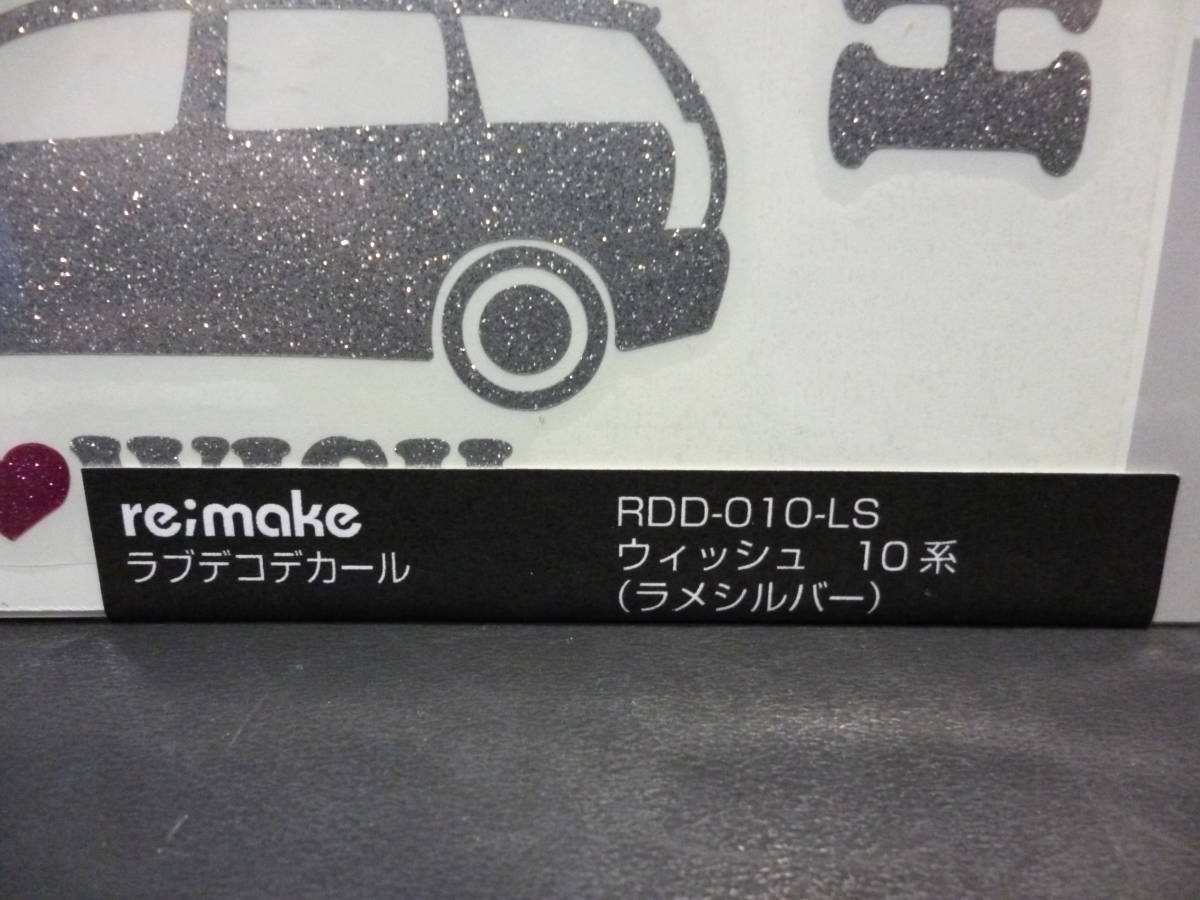 WISH
re;make
ラブデコデカール
RDD-010-LS
ウィッシュ　10系
(ラメシルバー)